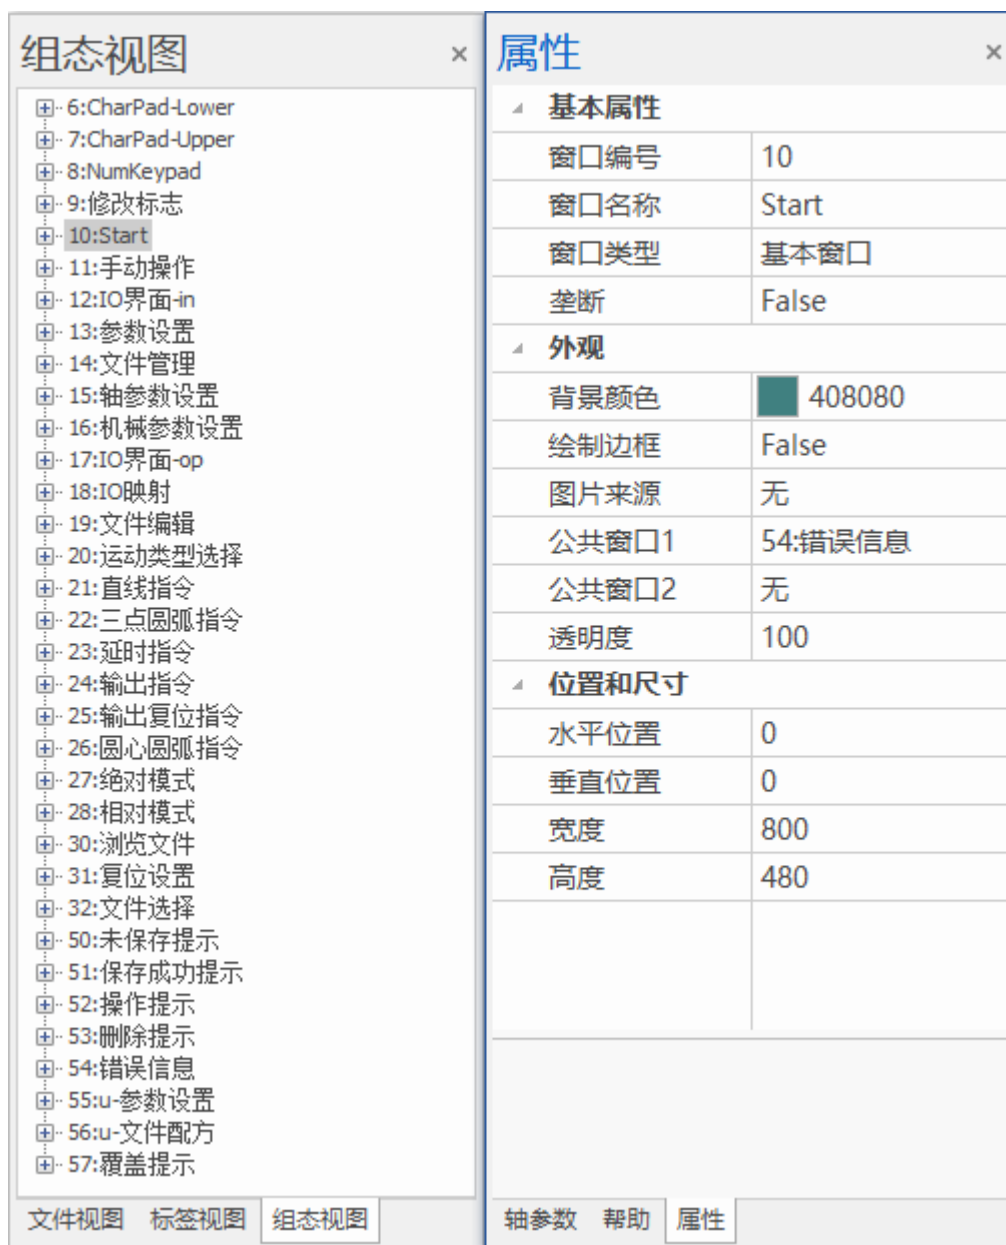 组态视图
6:CharPad-Lower
7:CharPad-Upper
8:NumKeypad
9:修改标志
10:Start
11:手动操作
12:IO界面-in
13:参数设置
14:文件管理
15:轴参数设置
16:机械参数设置
17:IO界面-op
18:IO映射
19:文件编辑
20:运动类型选择
21:直线指令
22:三点圆弧指令
23:延时指令
24:输出指令
25:输出复位指令
26:圆心圆弧指令
27:绝对模式
28:相对模式
30:浏览文件
31:复位设置
32:文件选择
50:未保存提示
51:保存成功提示
52:操作提示
53:删除提示
54:错误信息
55:u-参数设置
56:u-文件配方
57:覆盖提示
文件视图 标签视图 组态视图
属性
基本属性
窗口编号 10
窗口名称 Start
窗口类型 基本窗口
垄断 False
外观
背景颜色 408080
绘制边框 False
图片来源 无
公共窗口1 54:错误信息
公共窗口2 无
透明度 100
位置和尺寸
水平位置 0
垂直位置 0
宽度 800
高度 480
轴参数 帮助 属性